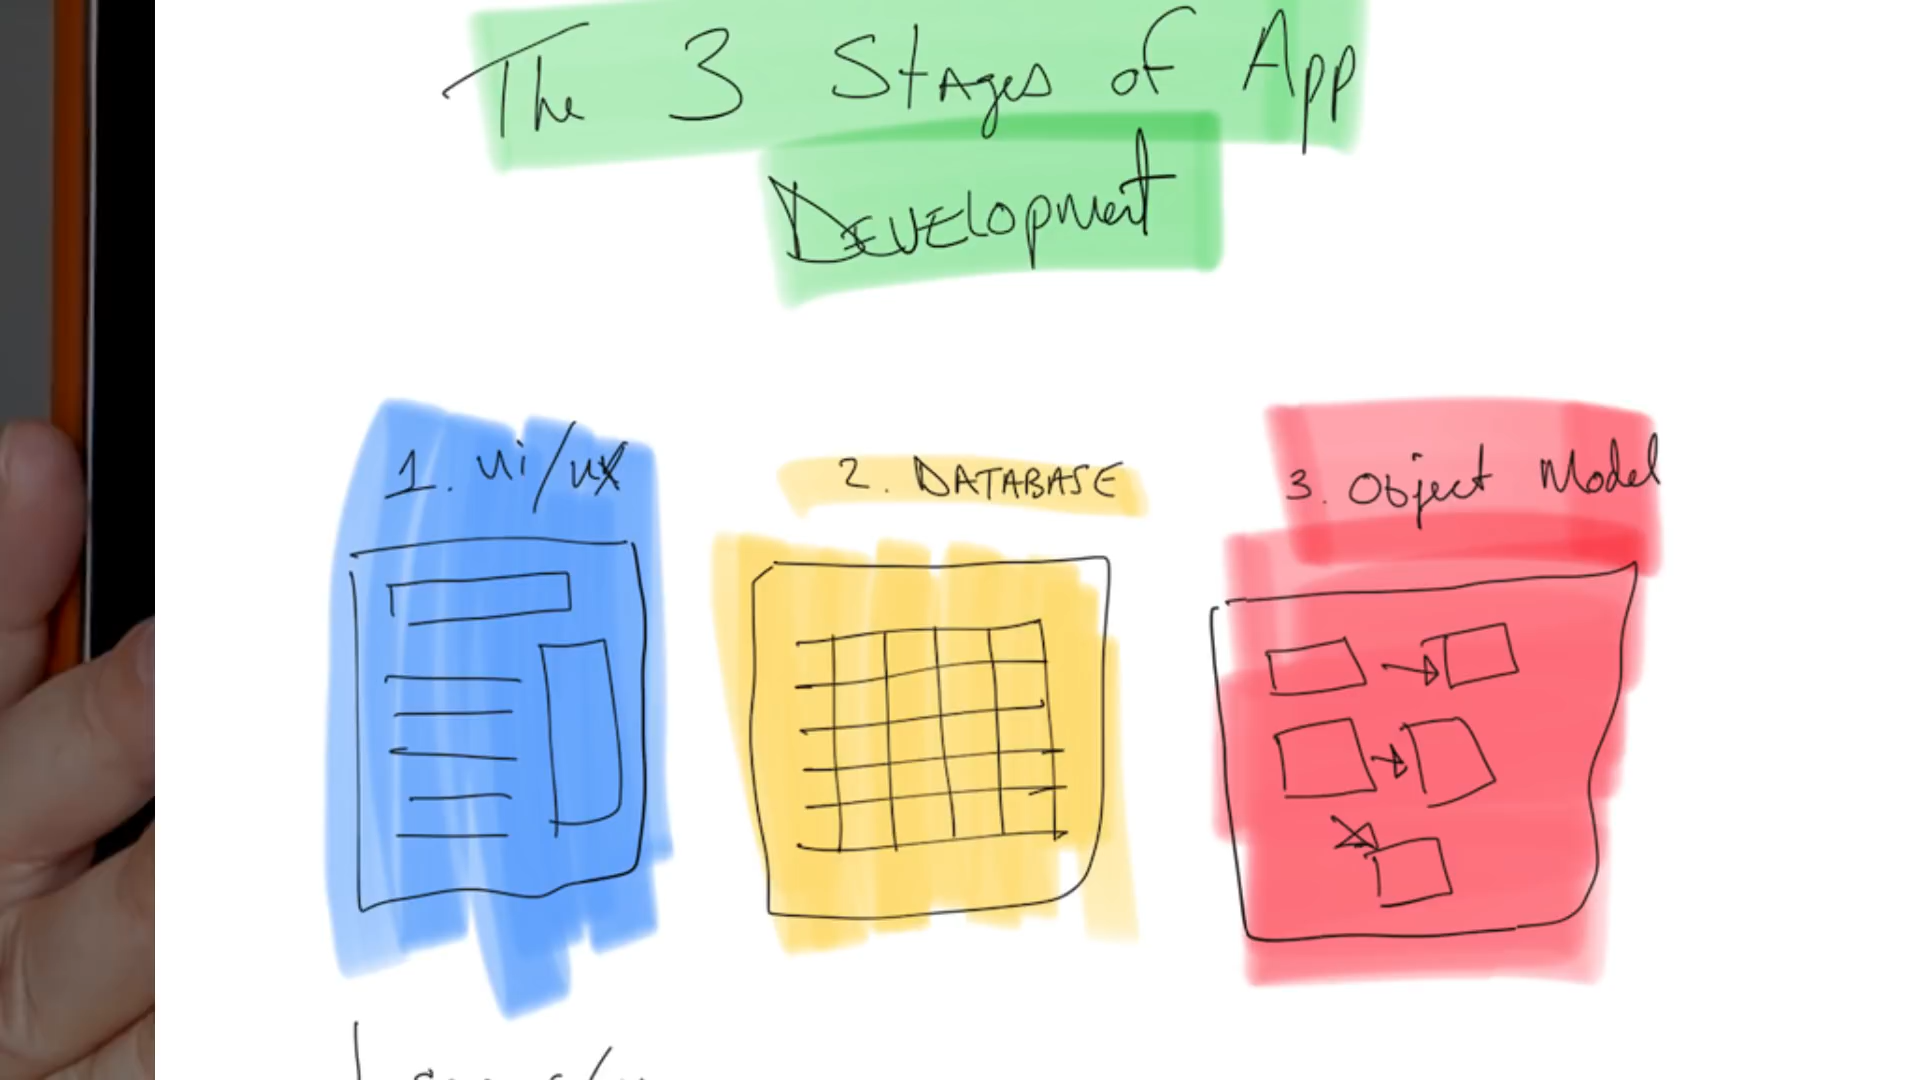 The 3 Stages of App
Development
1. ui/ux
2. DATABASE
3. Object Model